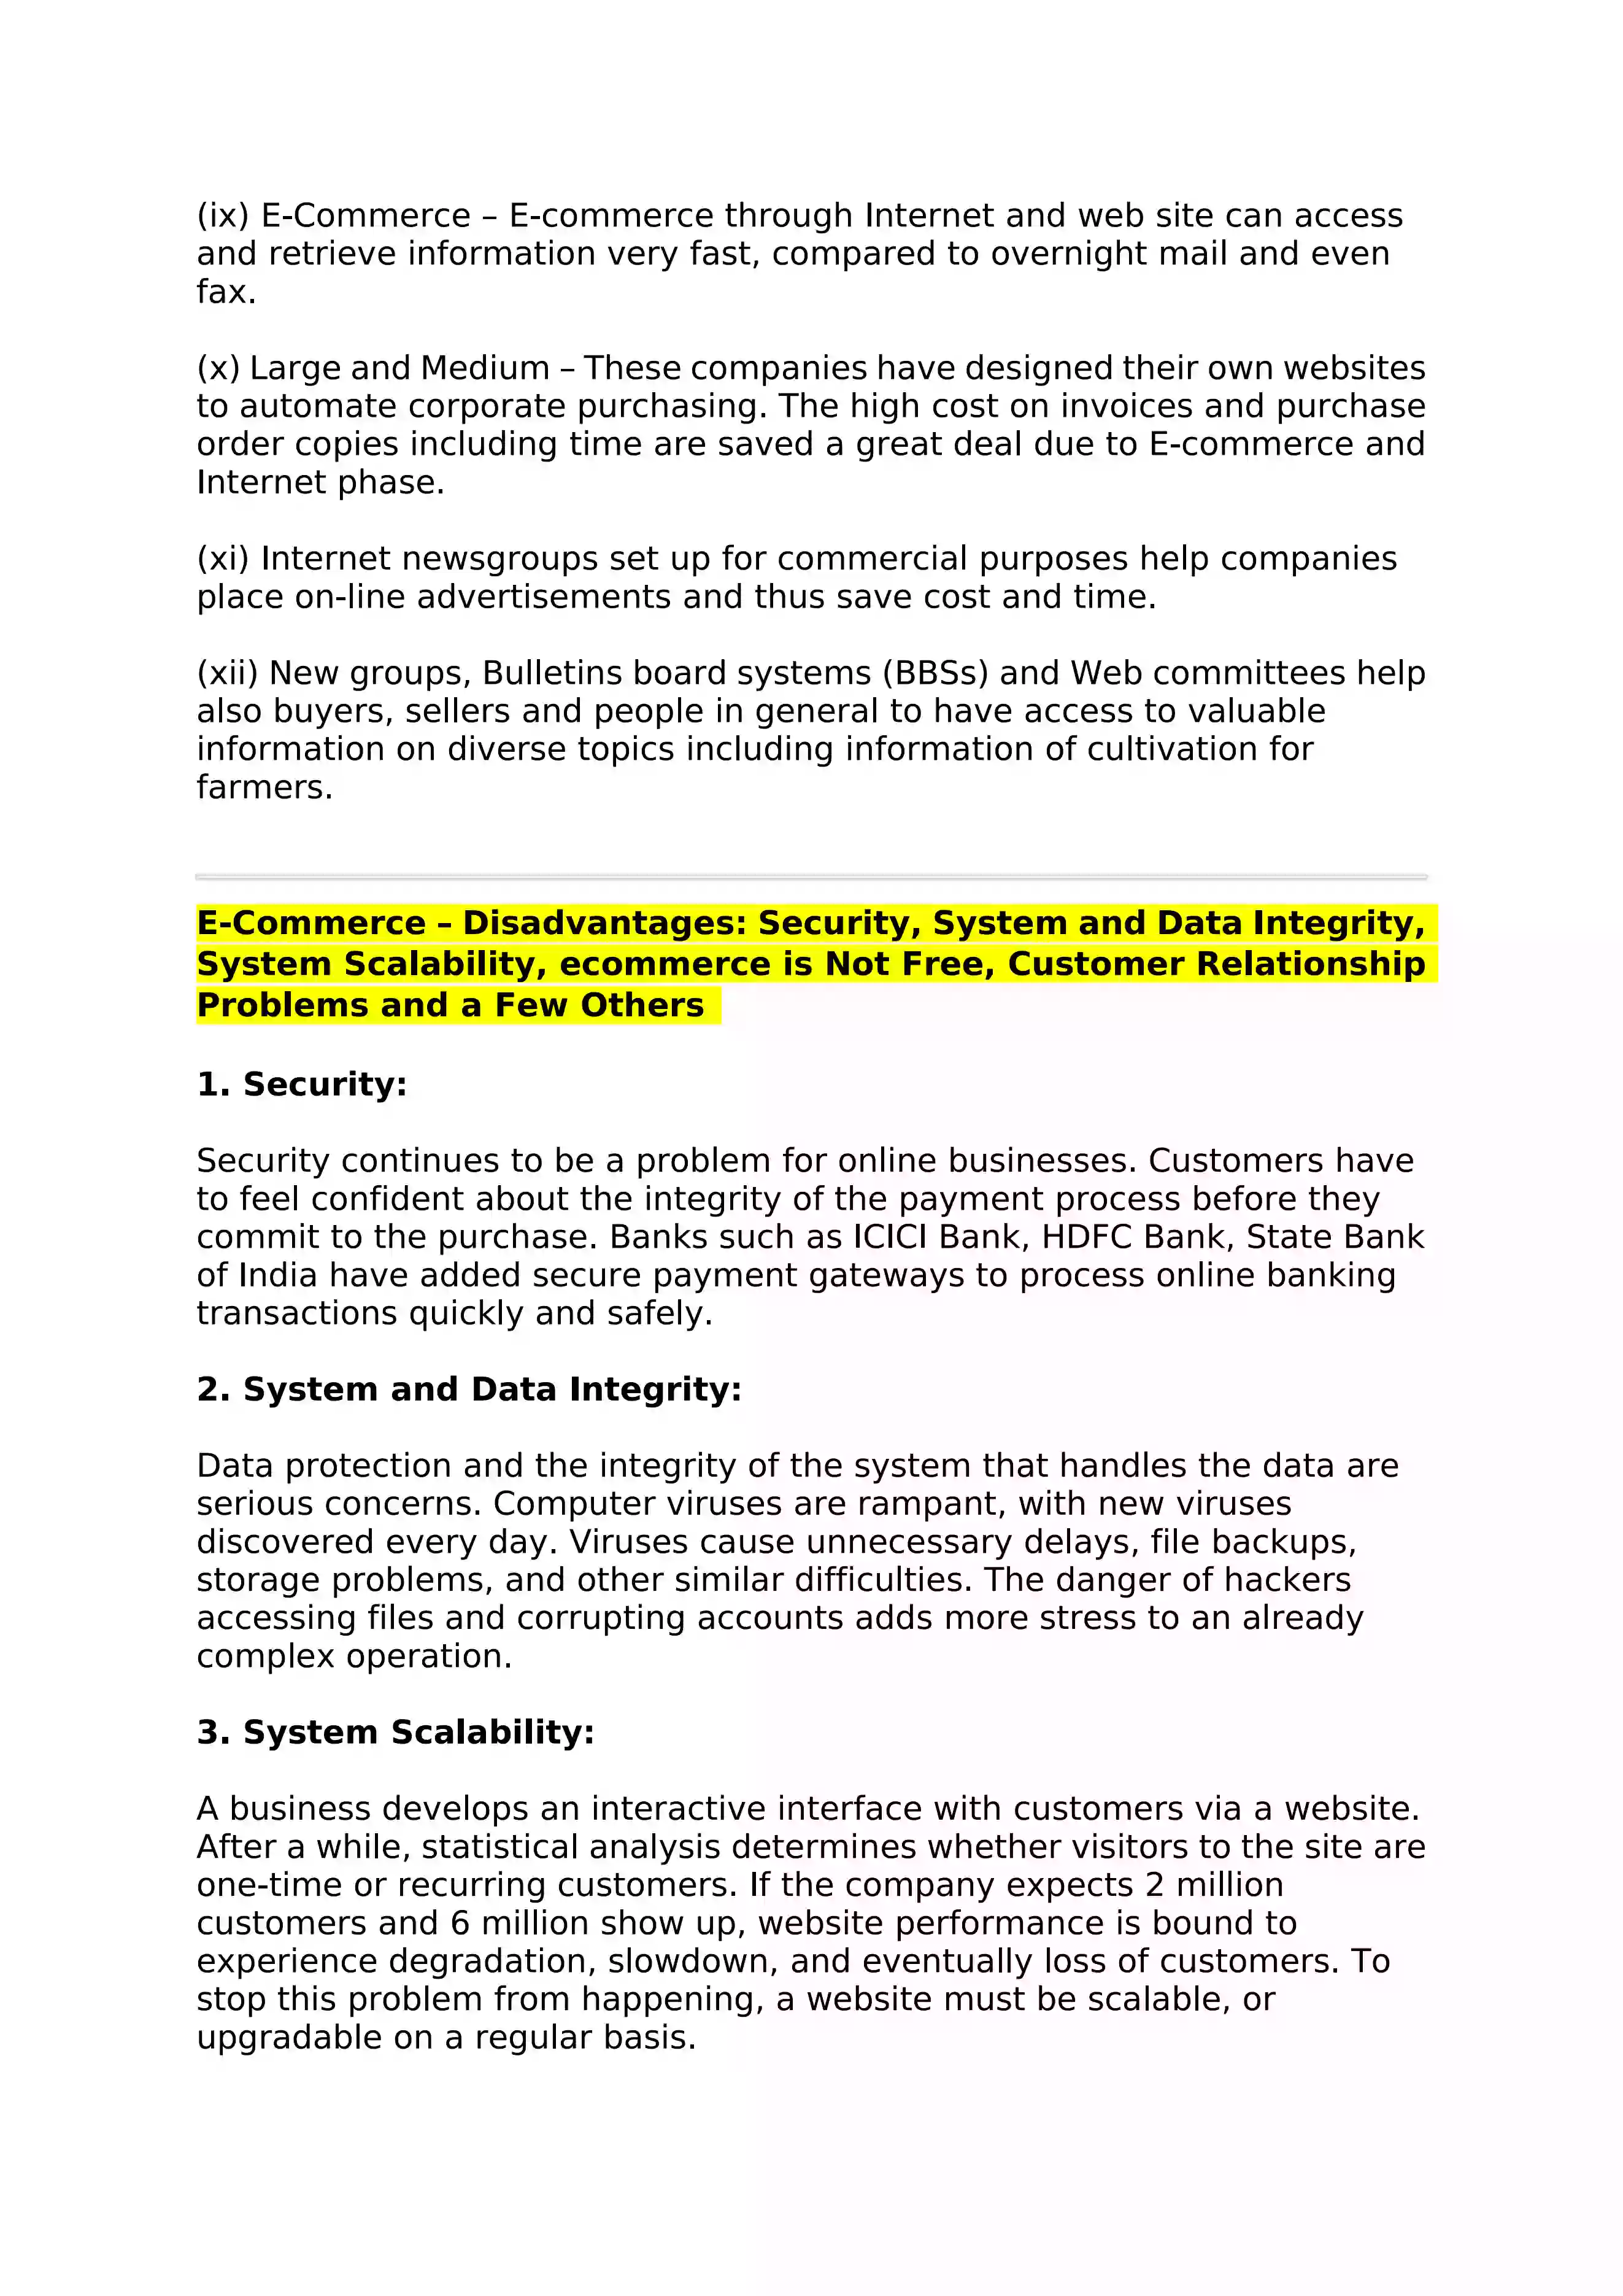 (ix) E-Commerce – E-commerce through Internet and web site can access
and retrieve information very fast, compared to overnight mail and even
fax.
(x) Large and Medium – These companies have designed their own websites
to automate corporate purchasing. The high cost on invoices and purchase
order copies including time are saved a great deal due to E-commerce and
Internet phase.
(xi) Internet newsgroups set up for commercial purposes help companies
place on-line advertisements and thus save cost and time.
(xii) New groups, Bulletins board systems (BBSs) and Web committees help
also buyers, sellers and people in general to have access to valuable
information on diverse topics including information of cultivation for
farmers.
E-Commerce – Disadvantages: Security, System and Data Integrity,
System Scalability, ecommerce is Not Free, Customer Relationship
Problems and a Few Others
1. Security:
Security continues to be a problem for online businesses. Customers have
to feel confident about the integrity of the payment process before they
commit to the purchase. Banks such as ICICI Bank, HDFC Bank, State Bank
of India have added secure payment gateways to process online banking
transactions quickly and safely.
2. System and Data Integrity:
Data protection and the integrity of the system that handles the data are
serious concerns. Computer viruses are rampant, with new viruses
discovered every day. Viruses cause unnecessary delays, file backups,
storage problems, and other similar difficulties. The danger of hackers
accessing files and corrupting accounts adds more stress to an already
complex operation.
3. System Scalability:
A business develops an interactive interface with customers via a website.
After a while, statistical analysis determines whether visitors to the site are
one-time or recurring customers. If the company expects 2 million
customers and 6 million show up, website performance is bound to
experience degradation, slowdown, and eventually loss of customers. To
stop this problem from happening, a website must be scalable, or
upgradable on a regular basis.